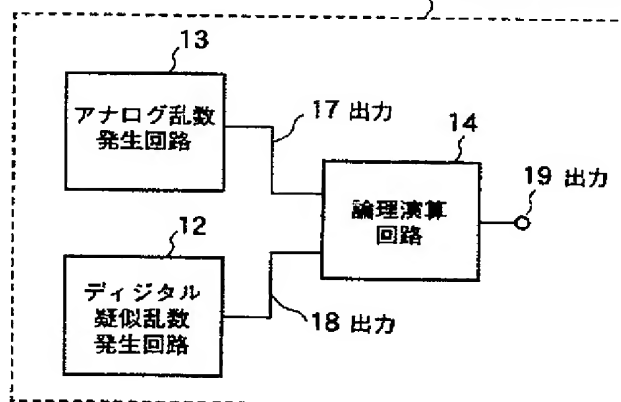 13
アナログ乱数
発生回路
17 出力
14
論理演算
回路
19 出力
12
ディジタル
疑似乱数
発生回路
18 出力